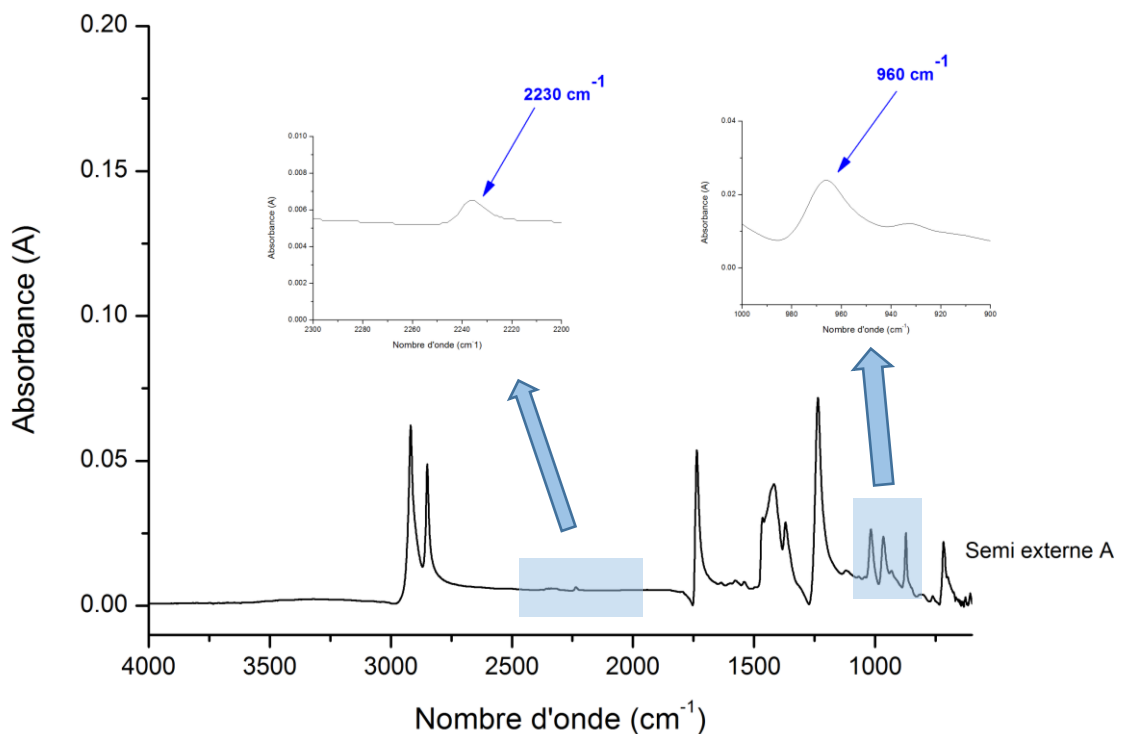 0.20
0.15
0.10
0.05
0.00
Absorbance (A)
4000 3500 3000 2500 2000 1500 1000
Nombre d'onde (cm⁻¹)
Semi externe A
2230 cm⁻¹
0.010
0.008
0.006
0.004
0.002
0.000
Absorbance (A)
2300 2280 2260 2240 2220 2200
Nombre d'onde (cm⁻1)
960 cm⁻¹
0.04
0.02
0.00
Absorbance (A)
1000 980 960 940 920 900
Nombre d'onde (cm⁻¹)